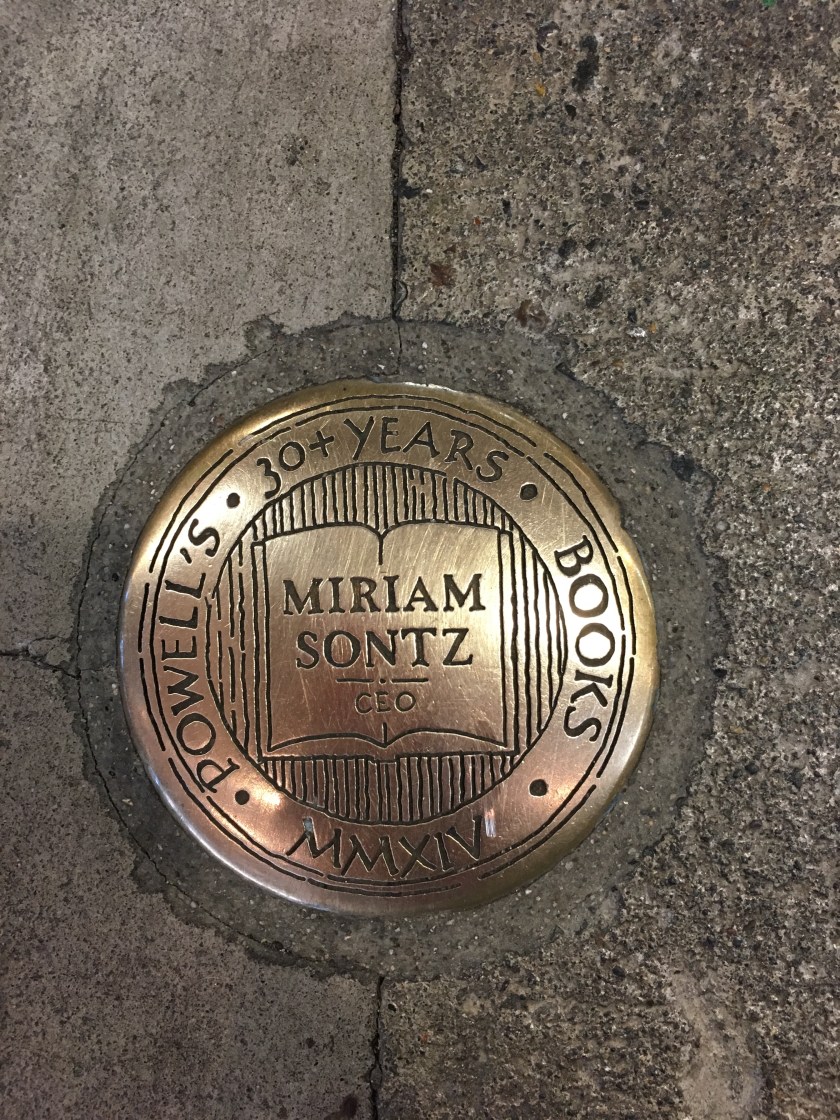 POWELL'S • 30+ YEARS • BOOKS • MMXIV •
MIRIAM
SONTZ
CEO